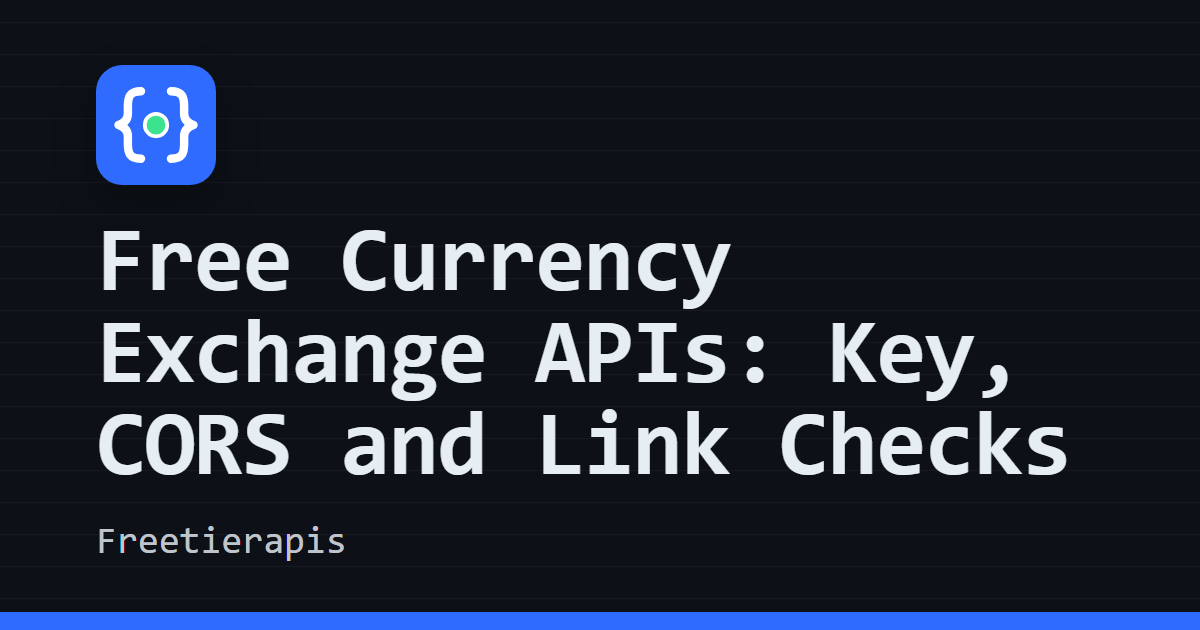 Free Currency
Exchange APIs: Key,
CORS and Link Checks
Freetierapis